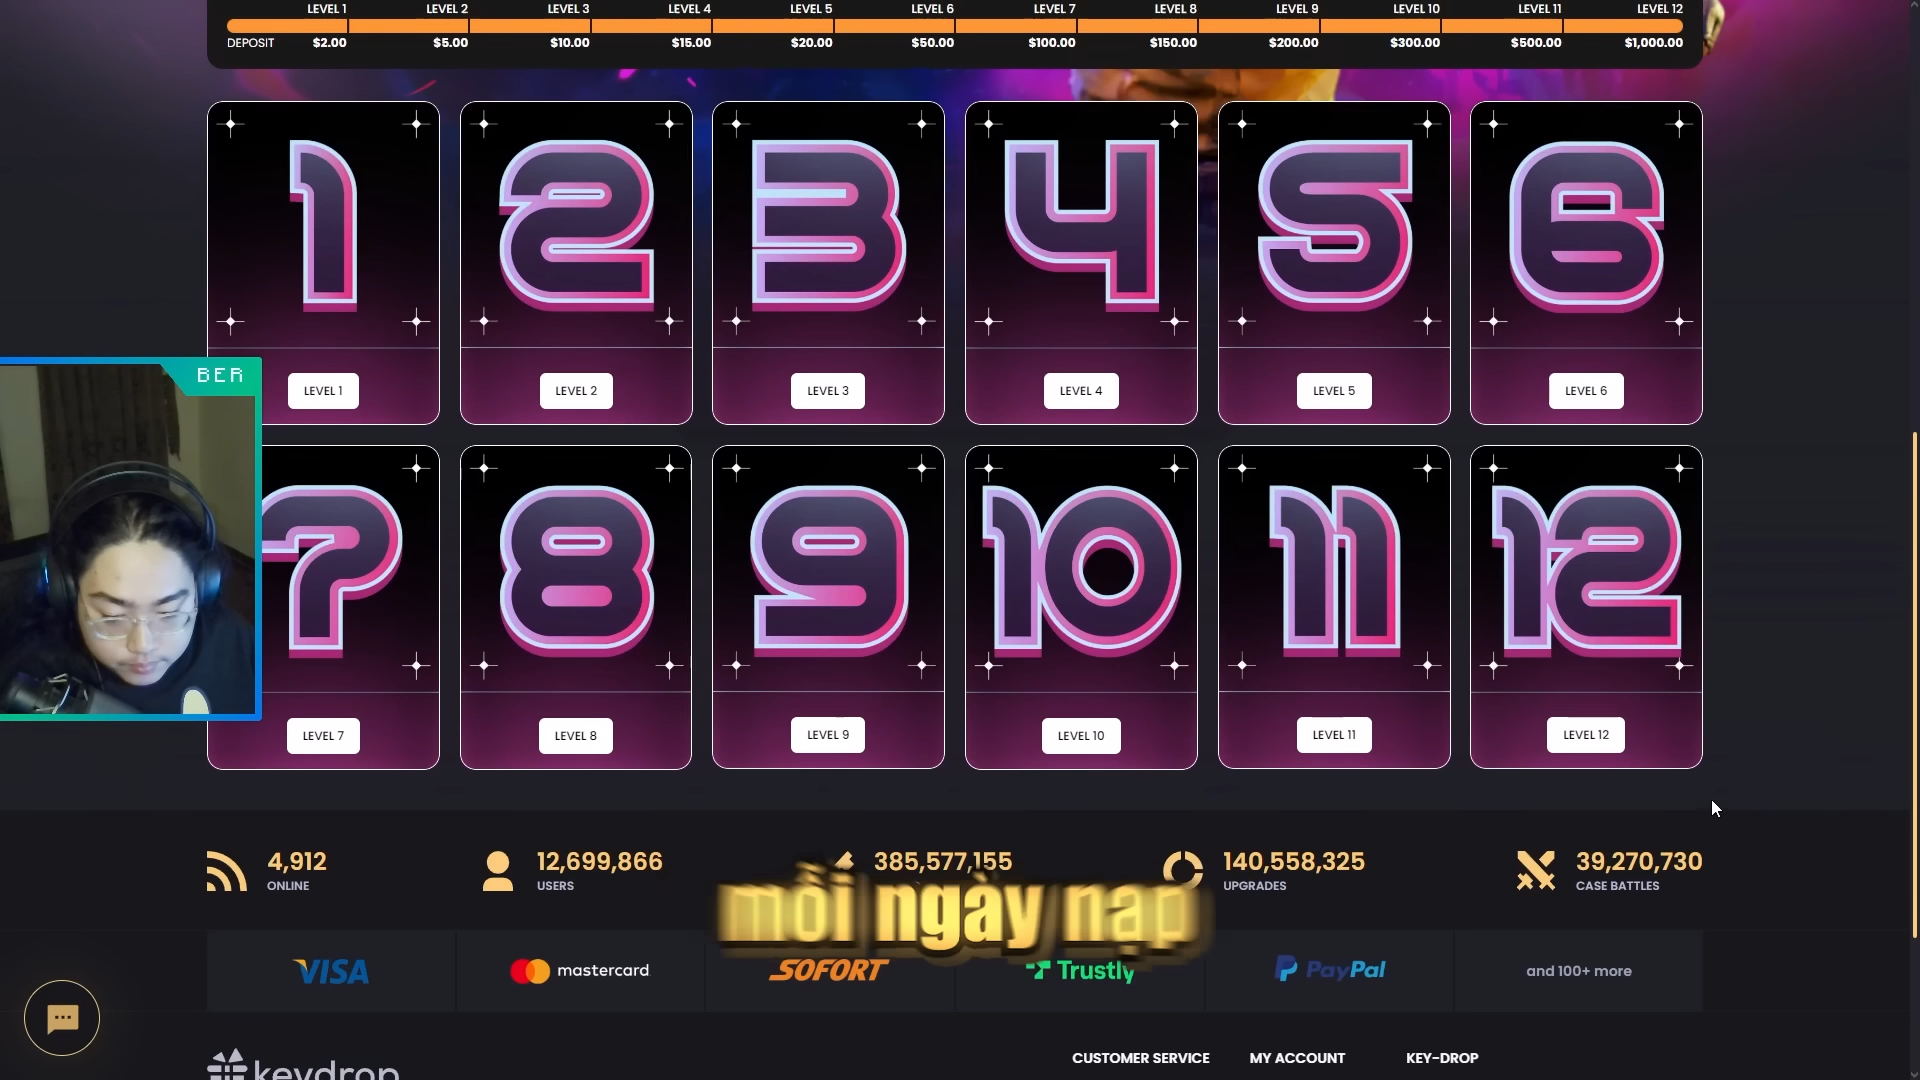 LEVEL 1 LEVEL 2 LEVEL 3 LEVEL 4 LEVEL 5 LEVEL 6 LEVEL 7 LEVEL 8 LEVEL 9 LEVEL 10 LEVEL 11 LEVEL 12
DEPOSIT $2.00 $5.00 $10.00 $15.00 $20.00 $50.00 $100.00 $150.00 $200.00 $300.00 $500.00 $1,000.00
1 2 3 4 5 6
LEVEL 1 LEVEL 2 LEVEL 3 LEVEL 4 LEVEL 5 LEVEL 6
BER
7 8 9 10 11 12
LEVEL 7 LEVEL 8 LEVEL 9 LEVEL 10 LEVEL 11 LEVEL 12
4,912 12,699,866 385,577,155 140,558,325 39,270,730
ONLINE USERS UPGRADES CASE BATTLES
mỗi ngày nạp
VISA mastercard SOFORT Trustly PayPal and 100+ more
keydrop CUSTOMER SERVICE MY ACCOUNT KEY-DROP